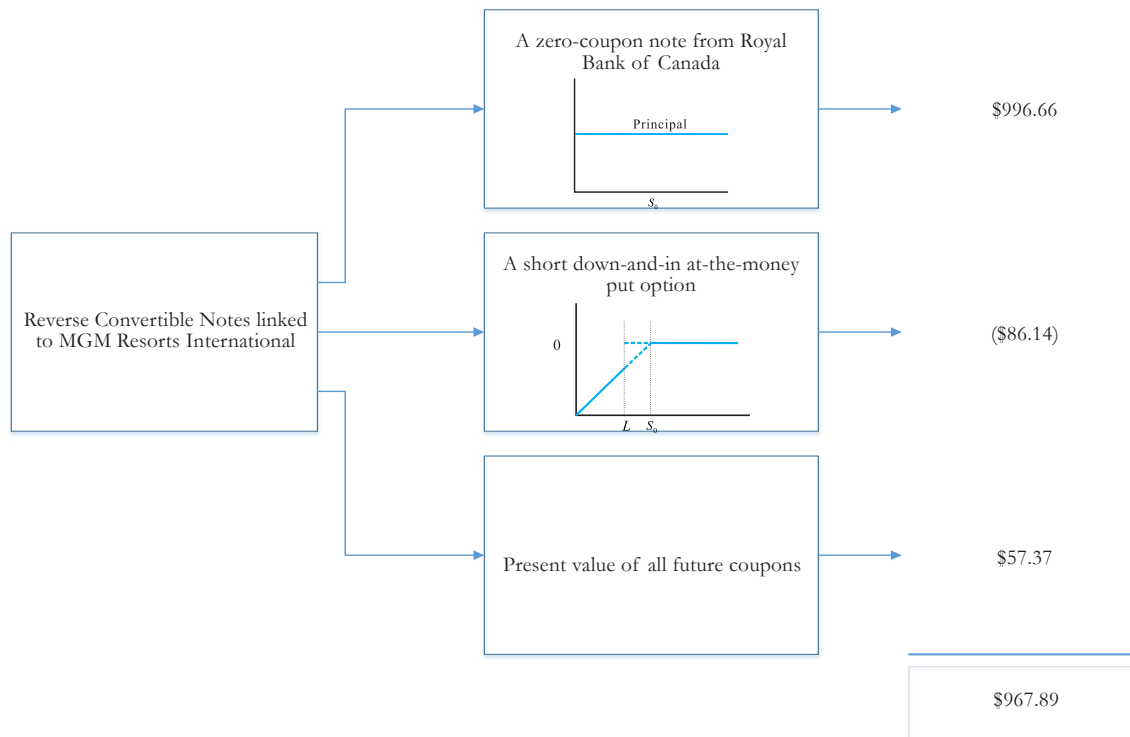 A zero-coupon note from Royal
Bank of Canada
Principal
S₀
$996.66
Reverse Convertible Notes linked
to MGM Resorts International
A short down-and-in at-the-money
put option
0
L S₀
($86.14)
Present value of all future coupons
$57.37
$967.89